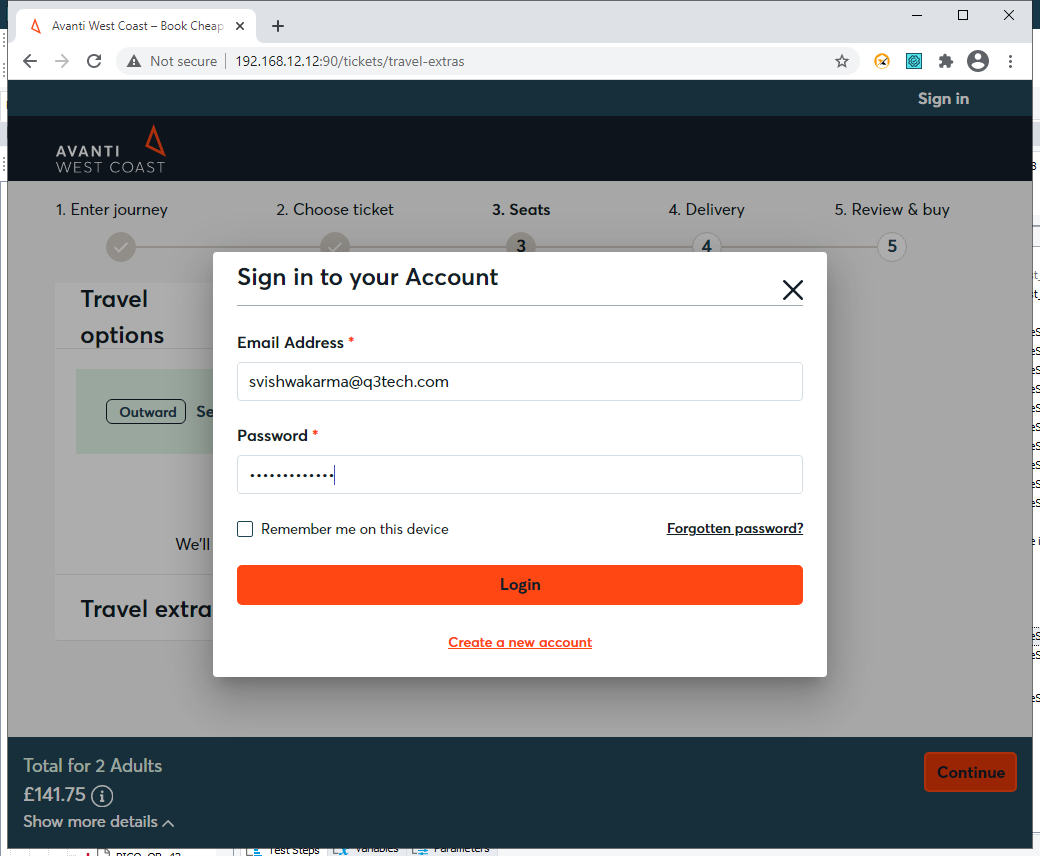 Avanti West Coast – Book Cheap
Not secure
192.168.12.12:90/tickets/travel-extras
Sign in
AVANTI
WEST COAST
1. Enter journey
2. Choose ticket
3. Seats
4. Delivery
5. Review & buy
3
4
5
Travel
options
Outward
Se
We'll
Travel extra
Sign in to your Account
Email Address *
svishwakarma@q3tech.com
Password *
•••••••••••••
Remember me on this device
Forgotten password?
Login
Create a new account
Total for 2 Adults
£141.75
Show more details
Continue
Test Steps
Variables
Parameters